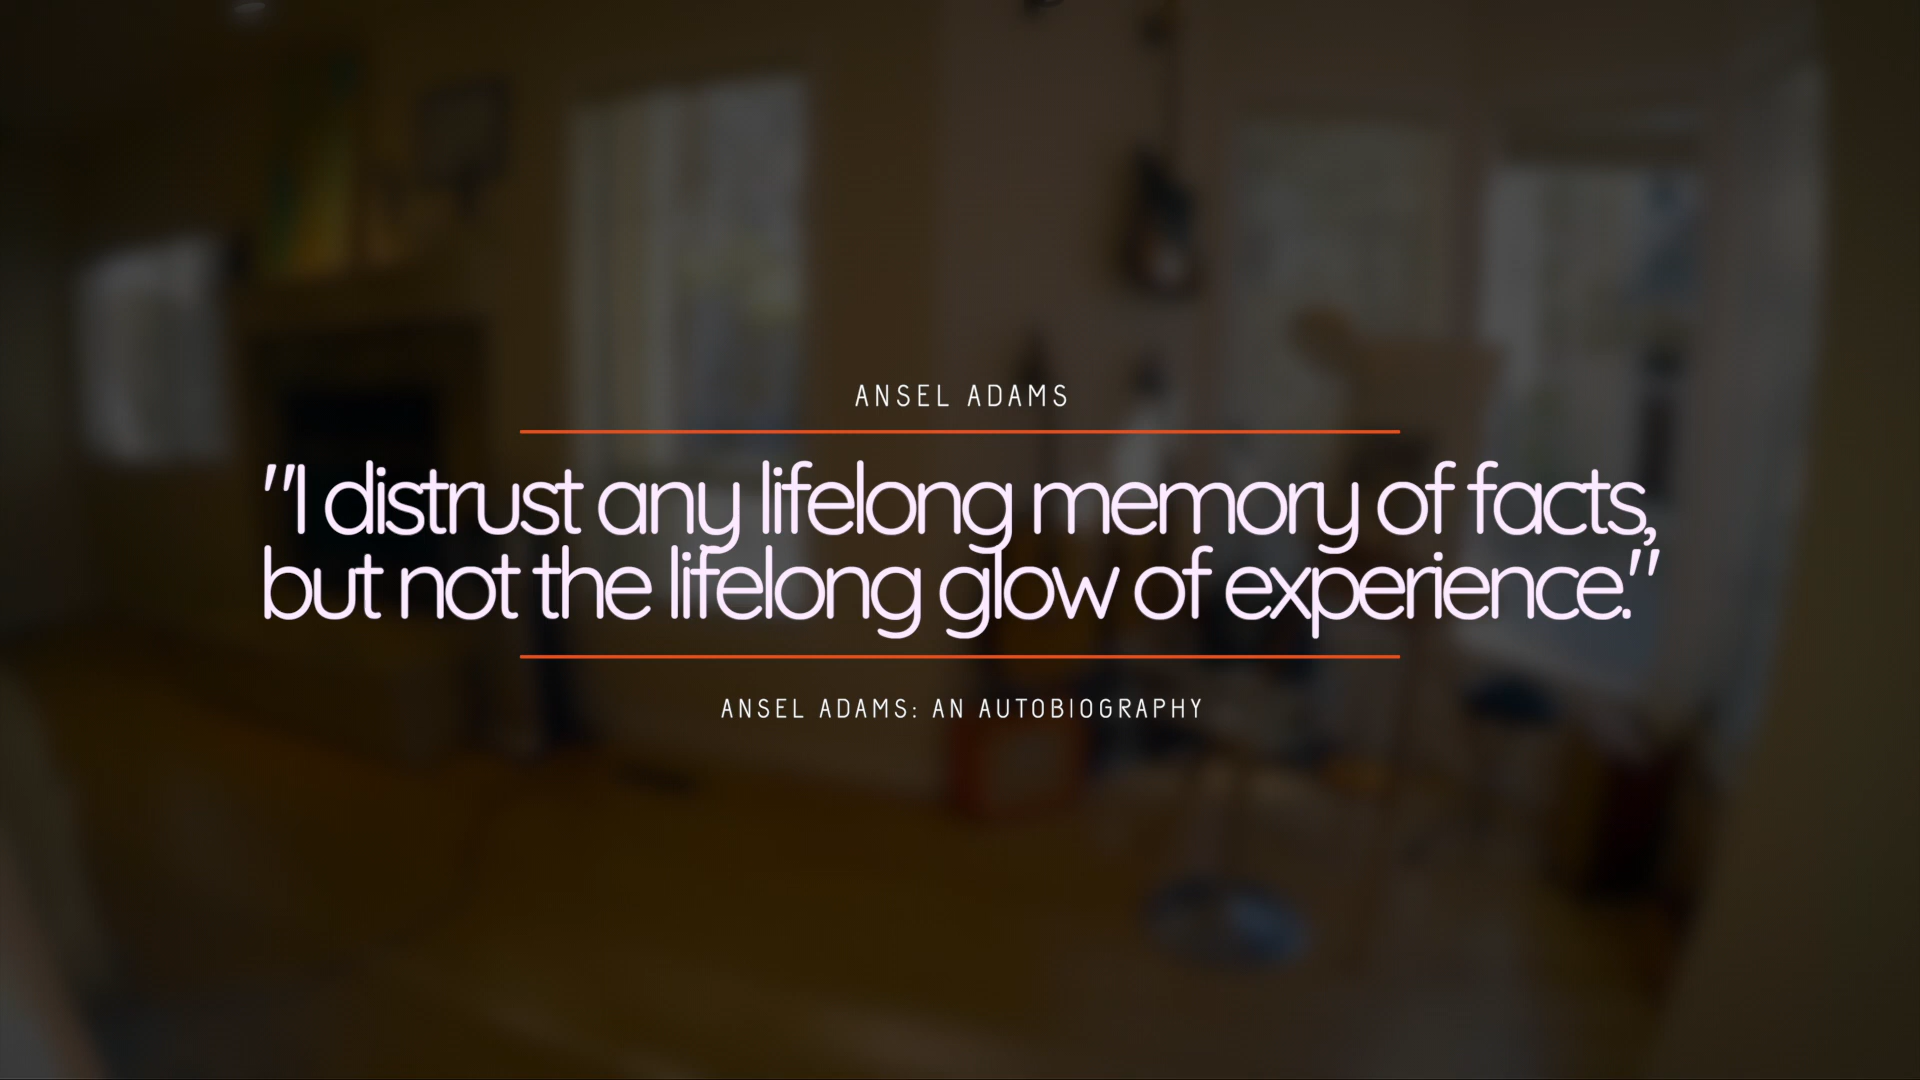 ANSEL ADAMS
"I distrust any lifelong memory of facts,
but not the lifelong glow of experience."
ANSEL ADAMS: AN AUTOBIOGRAPHY